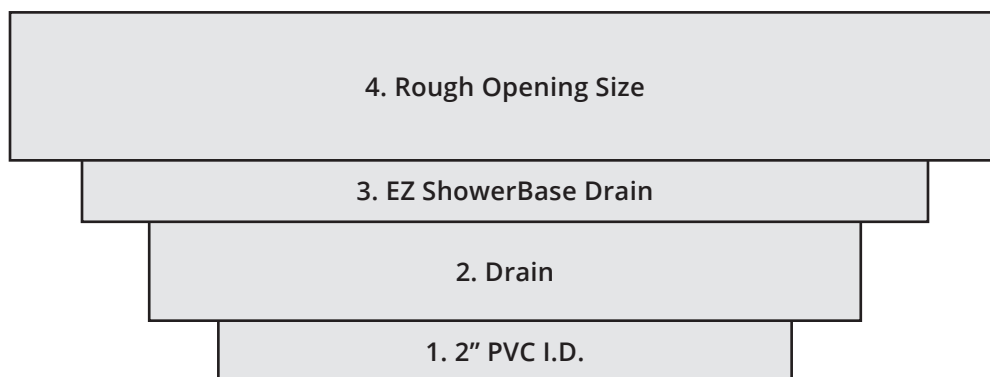 4. Rough Opening Size
3. EZ ShowerBase Drain
2. Drain
1. 2” PVC I.D.